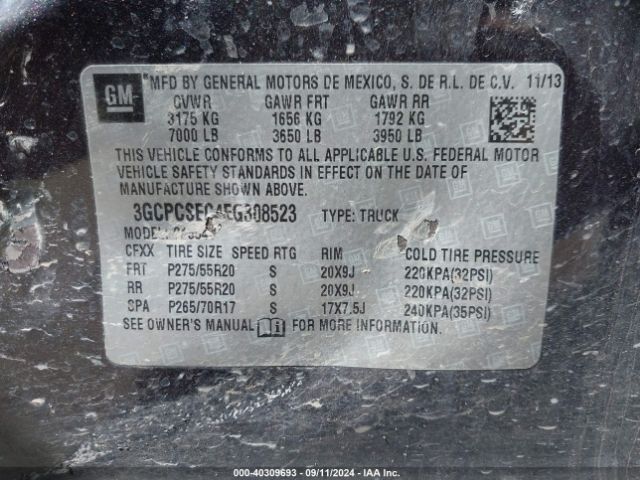 GM
*MFD BY GENERAL MOTORS DE MEXICO, S. DE R.L. DE C.V. 11/13
GVWR GAWR FRT GAWR RR
3175 KG 1656 KG 1792 KG
7000 LB 3650 LB 3950 LB
THIS VEHICLE CONFORMS TO ALL APPLICABLE U.S. FEDERAL MOTOR
VEHICLE SAFETY STANDARDS IN EFFECT ON THE DATE OF
MANUFACTURE SHOWN ABOVE.
3GCPCSEC4EG308523 TYPE: TRUCK
MODEL:
CFXX TIRE SIZE SPEED RTG RIM COLD TIRE PRESSURE
FRT P275/55R20 S 20X9J 220KPA(32PSI)
RR P275/55R20 S 20X9J 220KPA(32PSI)
SPA P265/70R17 S 17X7.5J 240KPA(35PSI)
SEE OWNER'S MANUAL FOR MORE INFORMATION.
000-40309693 - 09/11/2024 - IAA Inc.